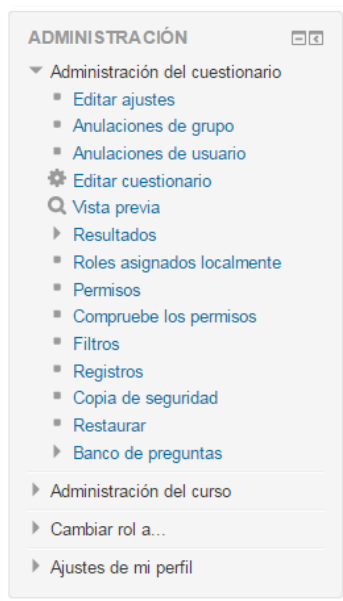 ADMINISTRACIÓN
Administración del cuestionario
Editar ajustes
Anulaciones de grupo
Anulaciones de usuario
Editar cuestionario
Vista previa
Resultados
Roles asignados localmente
Permisos
Compruebe los permisos
Filtros
Registros
Copia de seguridad
Restaurar
Banco de preguntas
Administración del curso
Cambiar rol a...
Ajustes de mi perfil